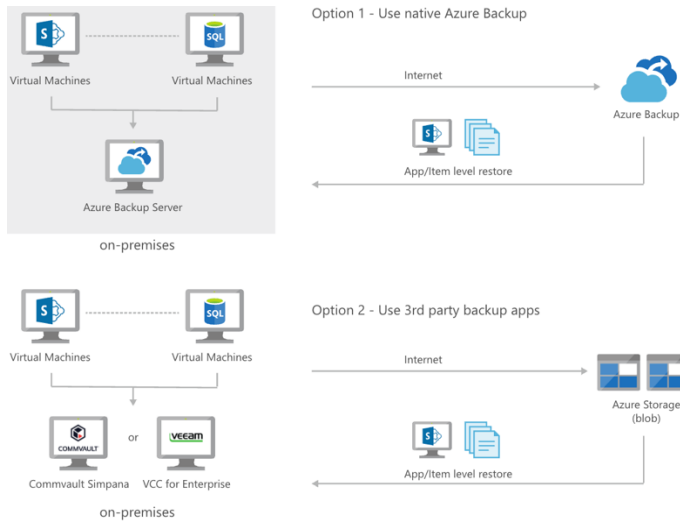 Option 1 - Use native Azure Backup
S
SQL
Virtual Machines
Virtual Machines
Internet
Azure Backup
S
App/Item level restore
Azure Backup Server
on-premises
Option 2 - Use 3rd party backup apps
S
SQL
Virtual Machines
Virtual Machines
Internet
Azure Storage
(blob)
COMMVAULT
or
veeam
S
App/Item level restore
Commvault Simpana
VCC for Enterprise
on-premises